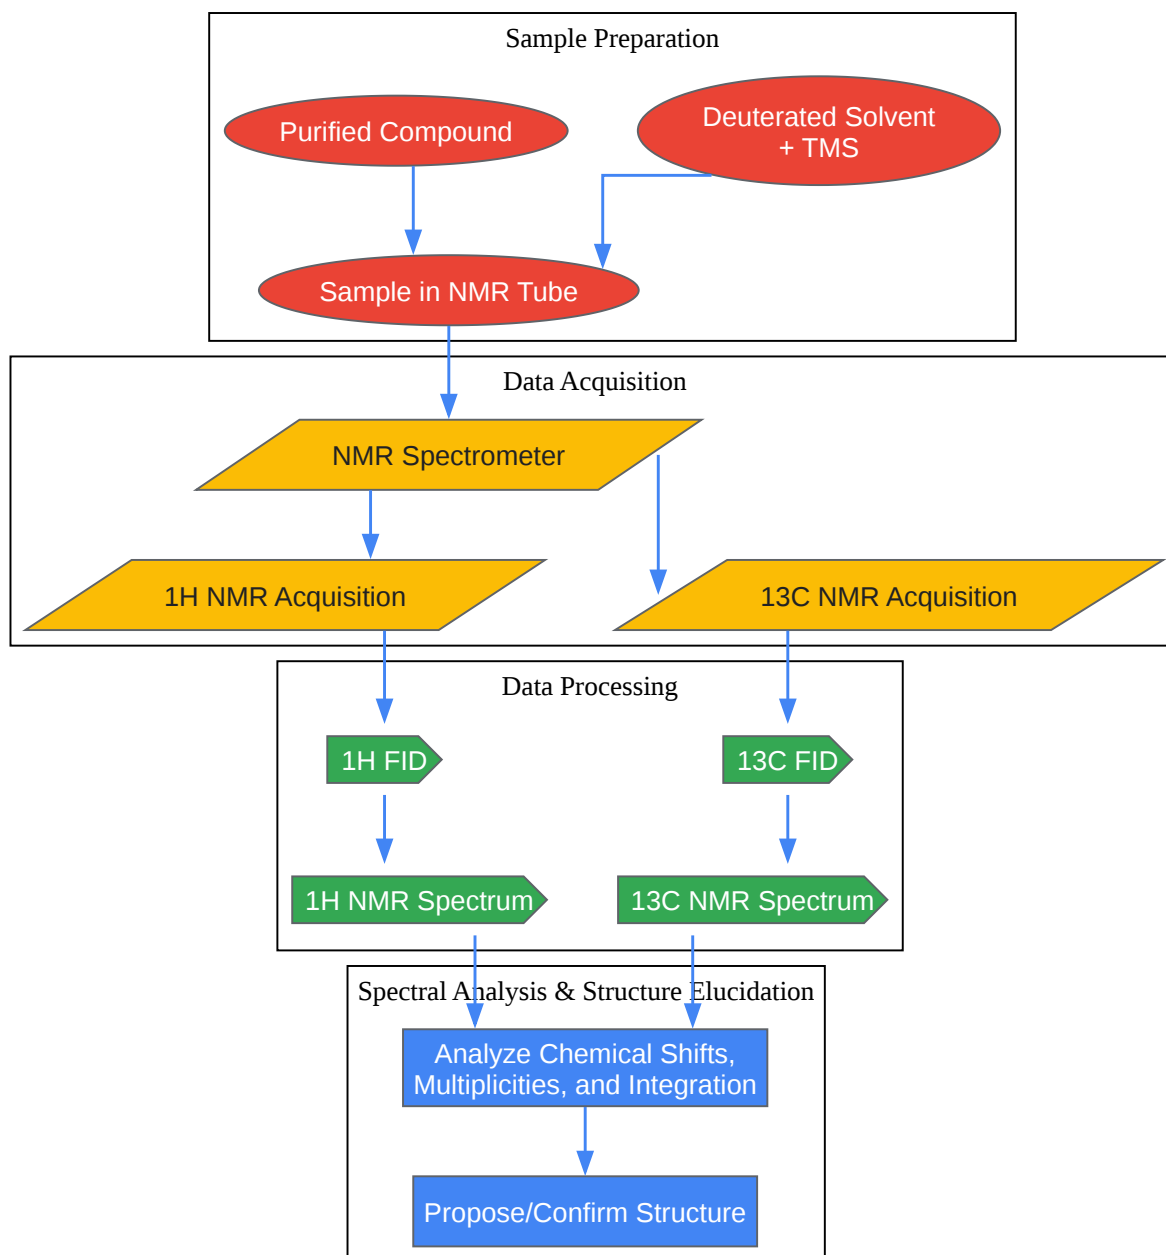 Sample Preparation
Purified Compound
Deuterated Solvent
+ TMS
Sample in NMR Tube
Data Acquisition
NMR Spectrometer
1H NMR Acquisition
13C NMR Acquisition
Data Processing
1H FID
13C FID
1H NMR Spectrum
13C NMR Spectrum
Spectral Analysis & Structure Elucidation
Analyze Chemical Shifts,
Multiplicities, and Integration
Propose/Confirm Structure